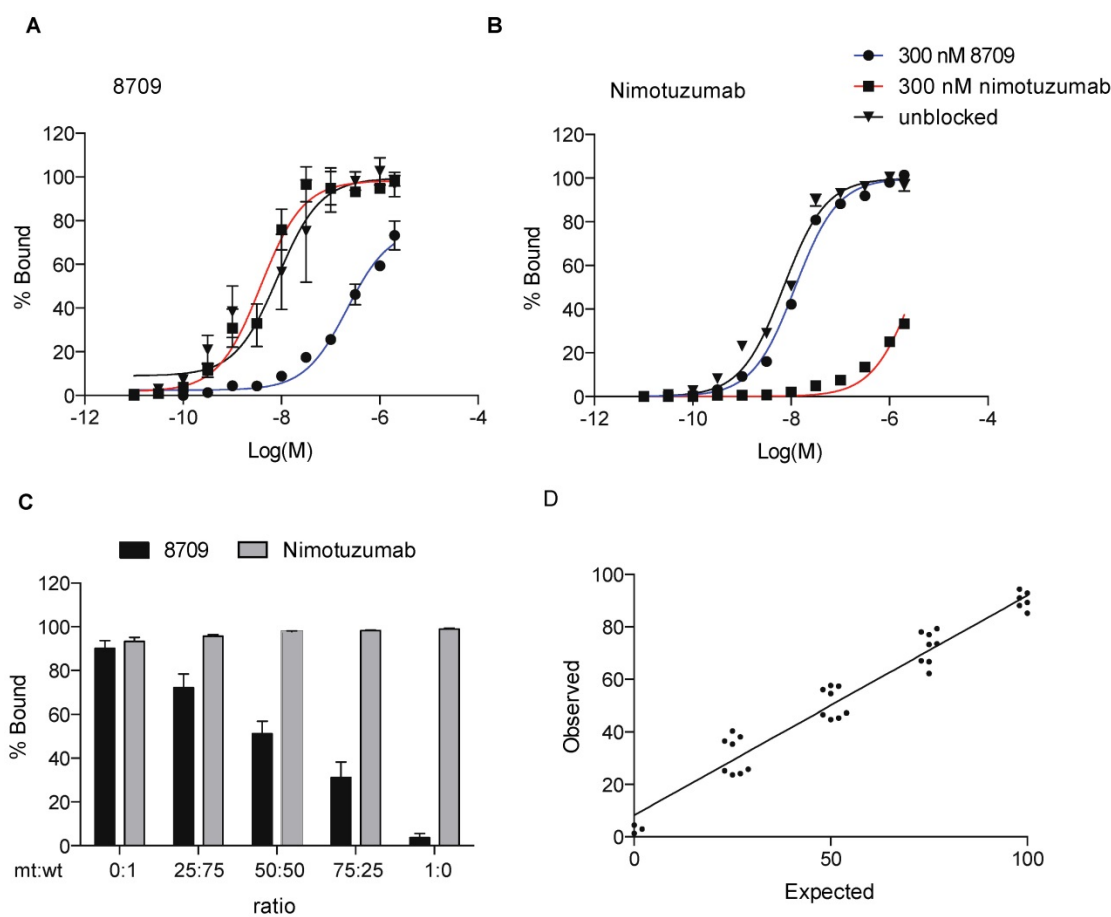 A
8709
120
100
80
60
40
20
0
-12
-10
-8
-6
-4
% Bound
Log(M)
B
Nimotuzumab
300 nM 8709
300 nM nimotuzumab
unblocked
120
100
80
60
40
20
0
-12
-10
-8
-6
-4
% Bound
Log(M)
C
8709
Nimotuzumab
120
100
80
60
40
20
0
% Bound
mt:wt
0:1
25:75
50:50
75:25
1:0
ratio
D
100
80
60
40
20
0
0
50
100
Observed
Expected